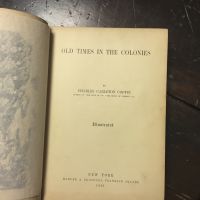 OLD TIMES IN THE COLONIES
BY
CHARLES CARLETON COFFIN
Illustrated
NEW YORK
HARPER & BROTHERS, FRANKLIN SQUARE